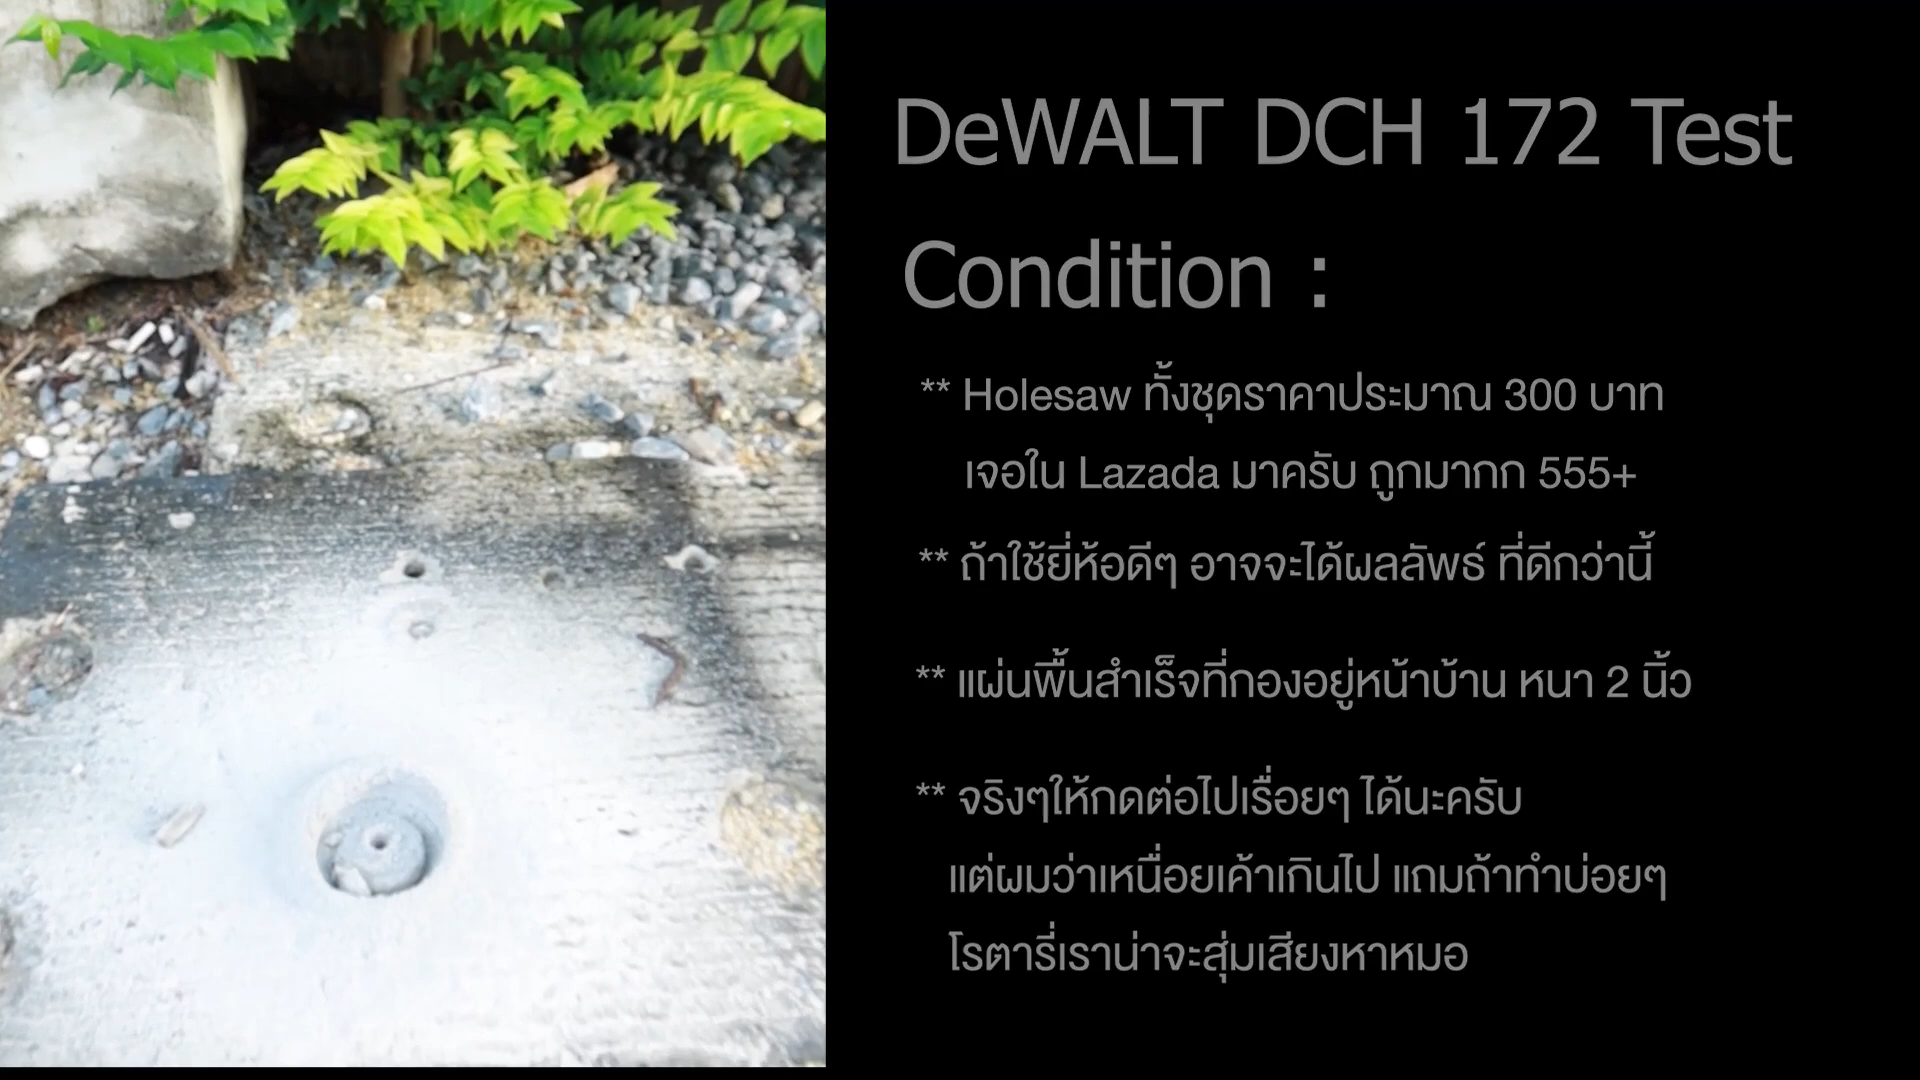 DeWALT DCH 172 Test
Condition :
** Holesaw ทั้งชุดราคาประมาณ 300 บาท
เจอใน Lazada มาครับ ถูกมากก 555+
** ถ้าใช้ยี่ห้อดีๆ อาจจะได้ผลลัพธ์ ที่ดีกว่านี้
** แผ่นพื้นสำเร็จที่กองอยู่หน้าบ้าน หนา 2 นิ้ว
** จริงๆให้กดต่อไปเรื่อยๆ ได้นะครับ
แต่ผมว่าเหนื่อยเค้าเกินไป แถมถ้าทำบ่อยๆ
โรตารี่เราน่าจะสุ่มเสียงหาหมอ